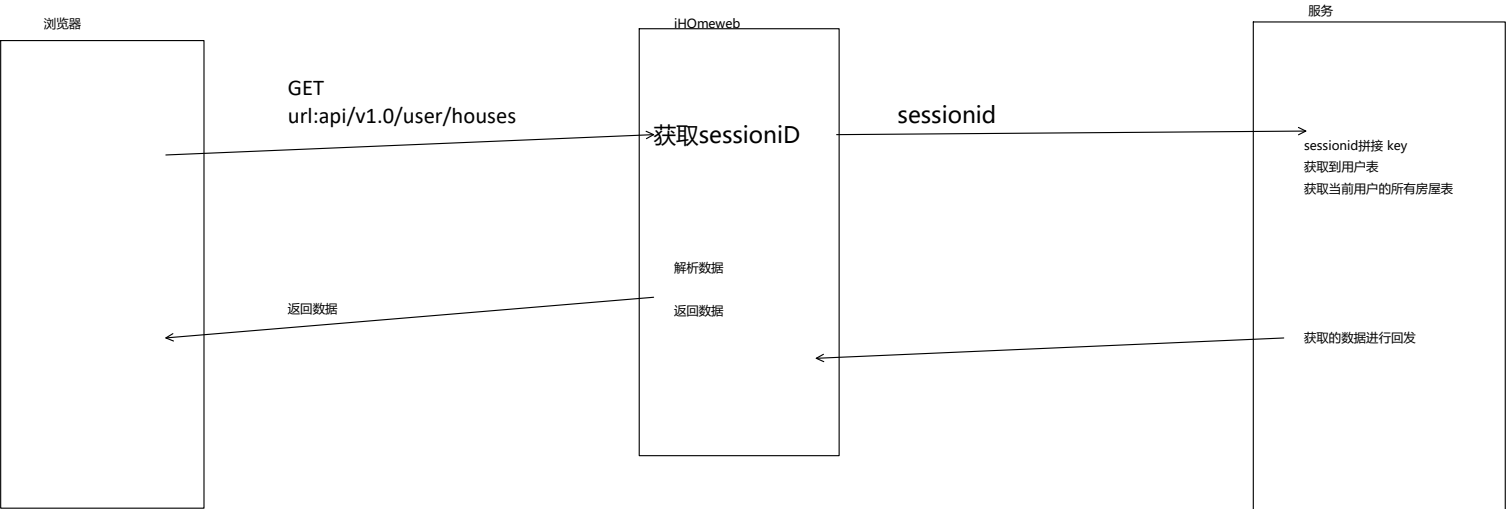 浏览器
iHOmeweb
服务
GET
url:api/v1.0/user/houses
获取sessioniD
sessionid
sessionid拼接 key
获取到用户表
获取当前用户的所有房屋表
解析数据
返回数据
返回数据
获取的数据进行回发